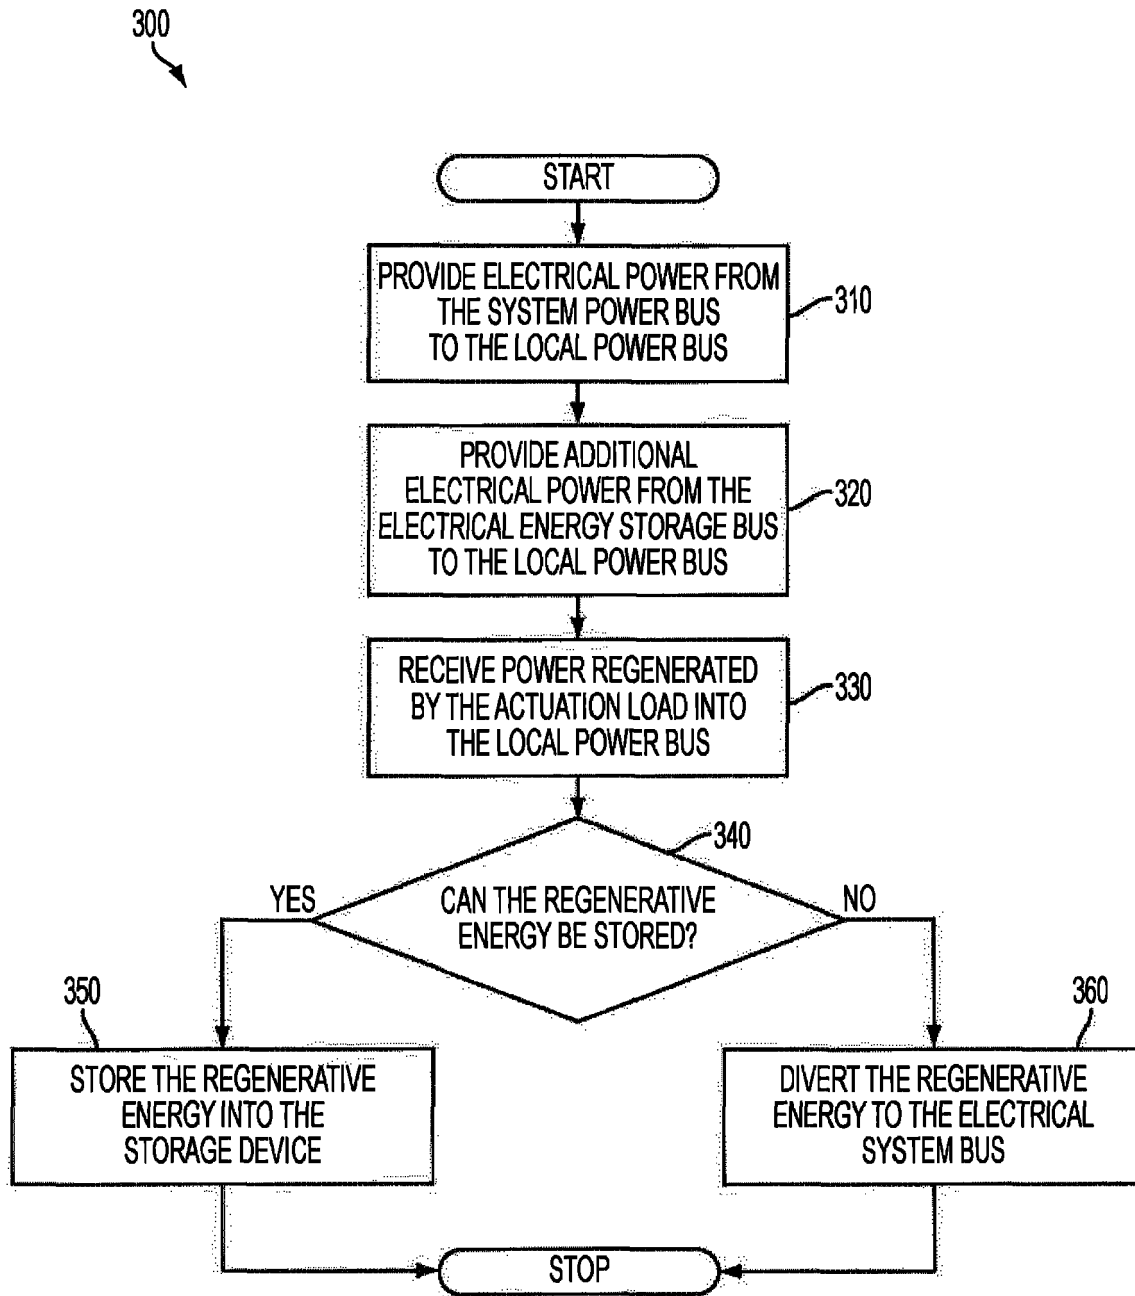 300
START
PROVIDE ELECTRICAL POWER FROM
THE SYSTEM POWER BUS
TO THE LOCAL POWER BUS
310
PROVIDE ADDITIONAL
ELECTRICAL POWER FROM THE
ELECTRICAL ENERGY STORAGE BUS
TO THE LOCAL POWER BUS
320
RECEIVE POWER REGENERATED
BY THE ACTUATION LOAD INTO
THE LOCAL POWER BUS
330
340
CAN THE REGENERATIVE
ENERGY BE STORED?
YES
NO
350
STORE THE REGENERATIVE
ENERGY INTO THE
STORAGE DEVICE
360
DIVERT THE REGENERATIVE
ENERGY TO THE ELECTRICAL
SYSTEM BUS
STOP